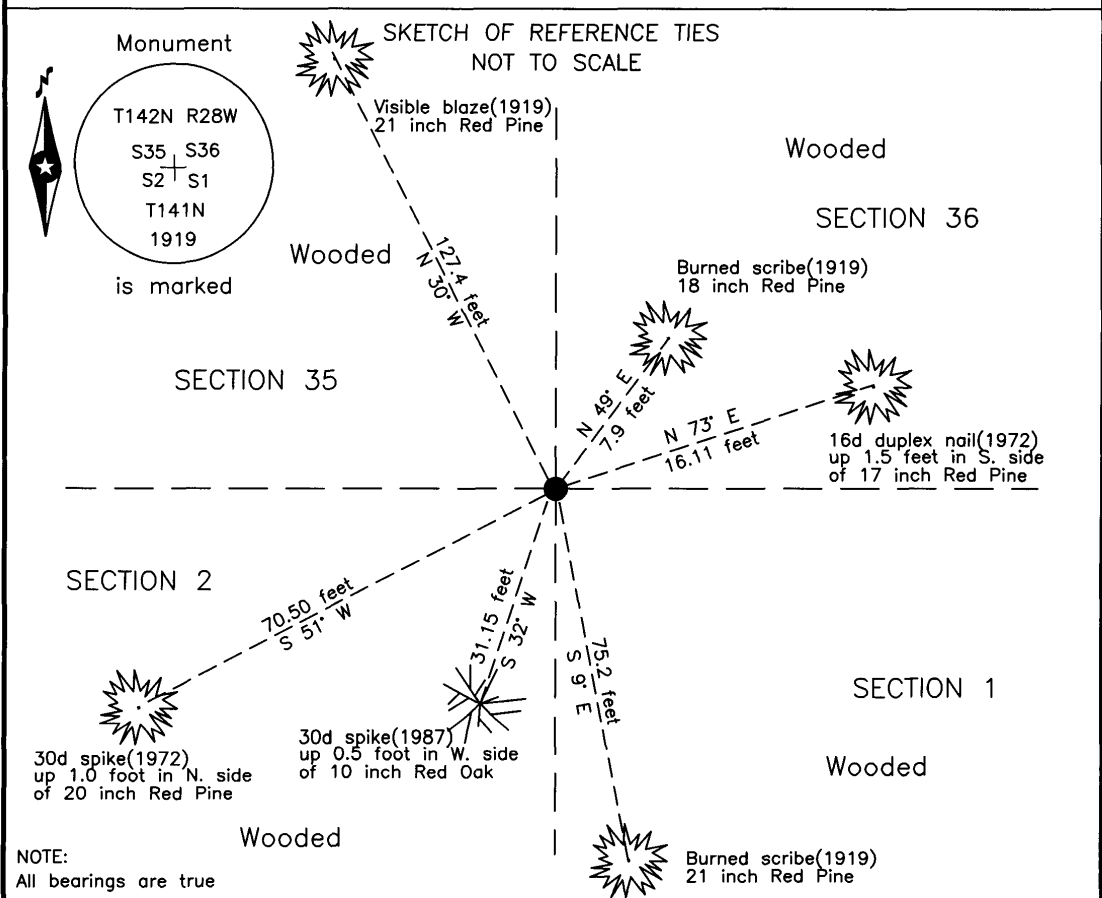 SKETCH OF REFERENCE TIES
NOT TO SCALE
Monument
N
T142N R28W
S35 S36
S2 S1
T141N
1919
is marked
Visible blaze(1919)
21 inch Red Pine
Wooded
SECTION 36
Wooded
127.4 feet
N 30° W
Burned scribe(1919)
18 inch Red Pine
SECTION 35
N 49° E
7.9 feet
N 73° E
16.11 feet
16d duplex nail(1972)
up 1.5 feet in S. side
of 17 inch Red Pine
SECTION 2
70.50 feet
S 51° W
31.15 feet
S 32° W
75.2 feet
S 9° E
SECTION 1
30d spike(1972)
up 1.0 foot in N. side
of 20 inch Red Pine
30d spike(1987)
up 0.5 foot in W. side
of 10 inch Red Oak
Wooded
Wooded
Burned scribe(1919)
21 inch Red Pine
NOTE:
All bearings are true